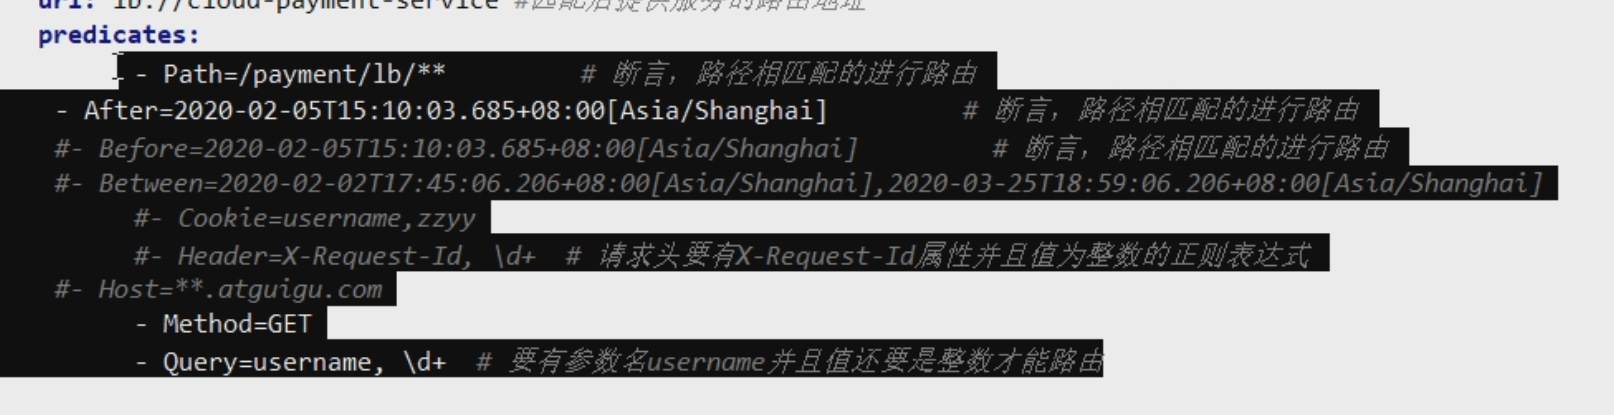 uri: lb://cloud-payment-service #匹配后提供服务的路由地址
predicates:
- Path=/payment/lb/** # 断言，路径相匹配的进行路由
- After=2020-02-05T15:10:03.685+08:00[Asia/Shanghai] # 断言，路径相匹配的进行路由
#- Before=2020-02-05T15:10:03.685+08:00[Asia/Shanghai] # 断言，路径相匹配的进行路由
#- Between=2020-02-02T17:45:06.206+08:00[Asia/Shanghai],2020-03-25T18:59:06.206+08:00[Asia/Shanghai]
#- Cookie=username,zzyy
#- Header=X-Request-Id, \d+ # 请求头要有X-Request-Id属性并且值为整数的正则表达式
#- Host=**.atguigu.com
- Method=GET
- Query=username, \d+ # 要有参数名username并且值还要是整数才能路由